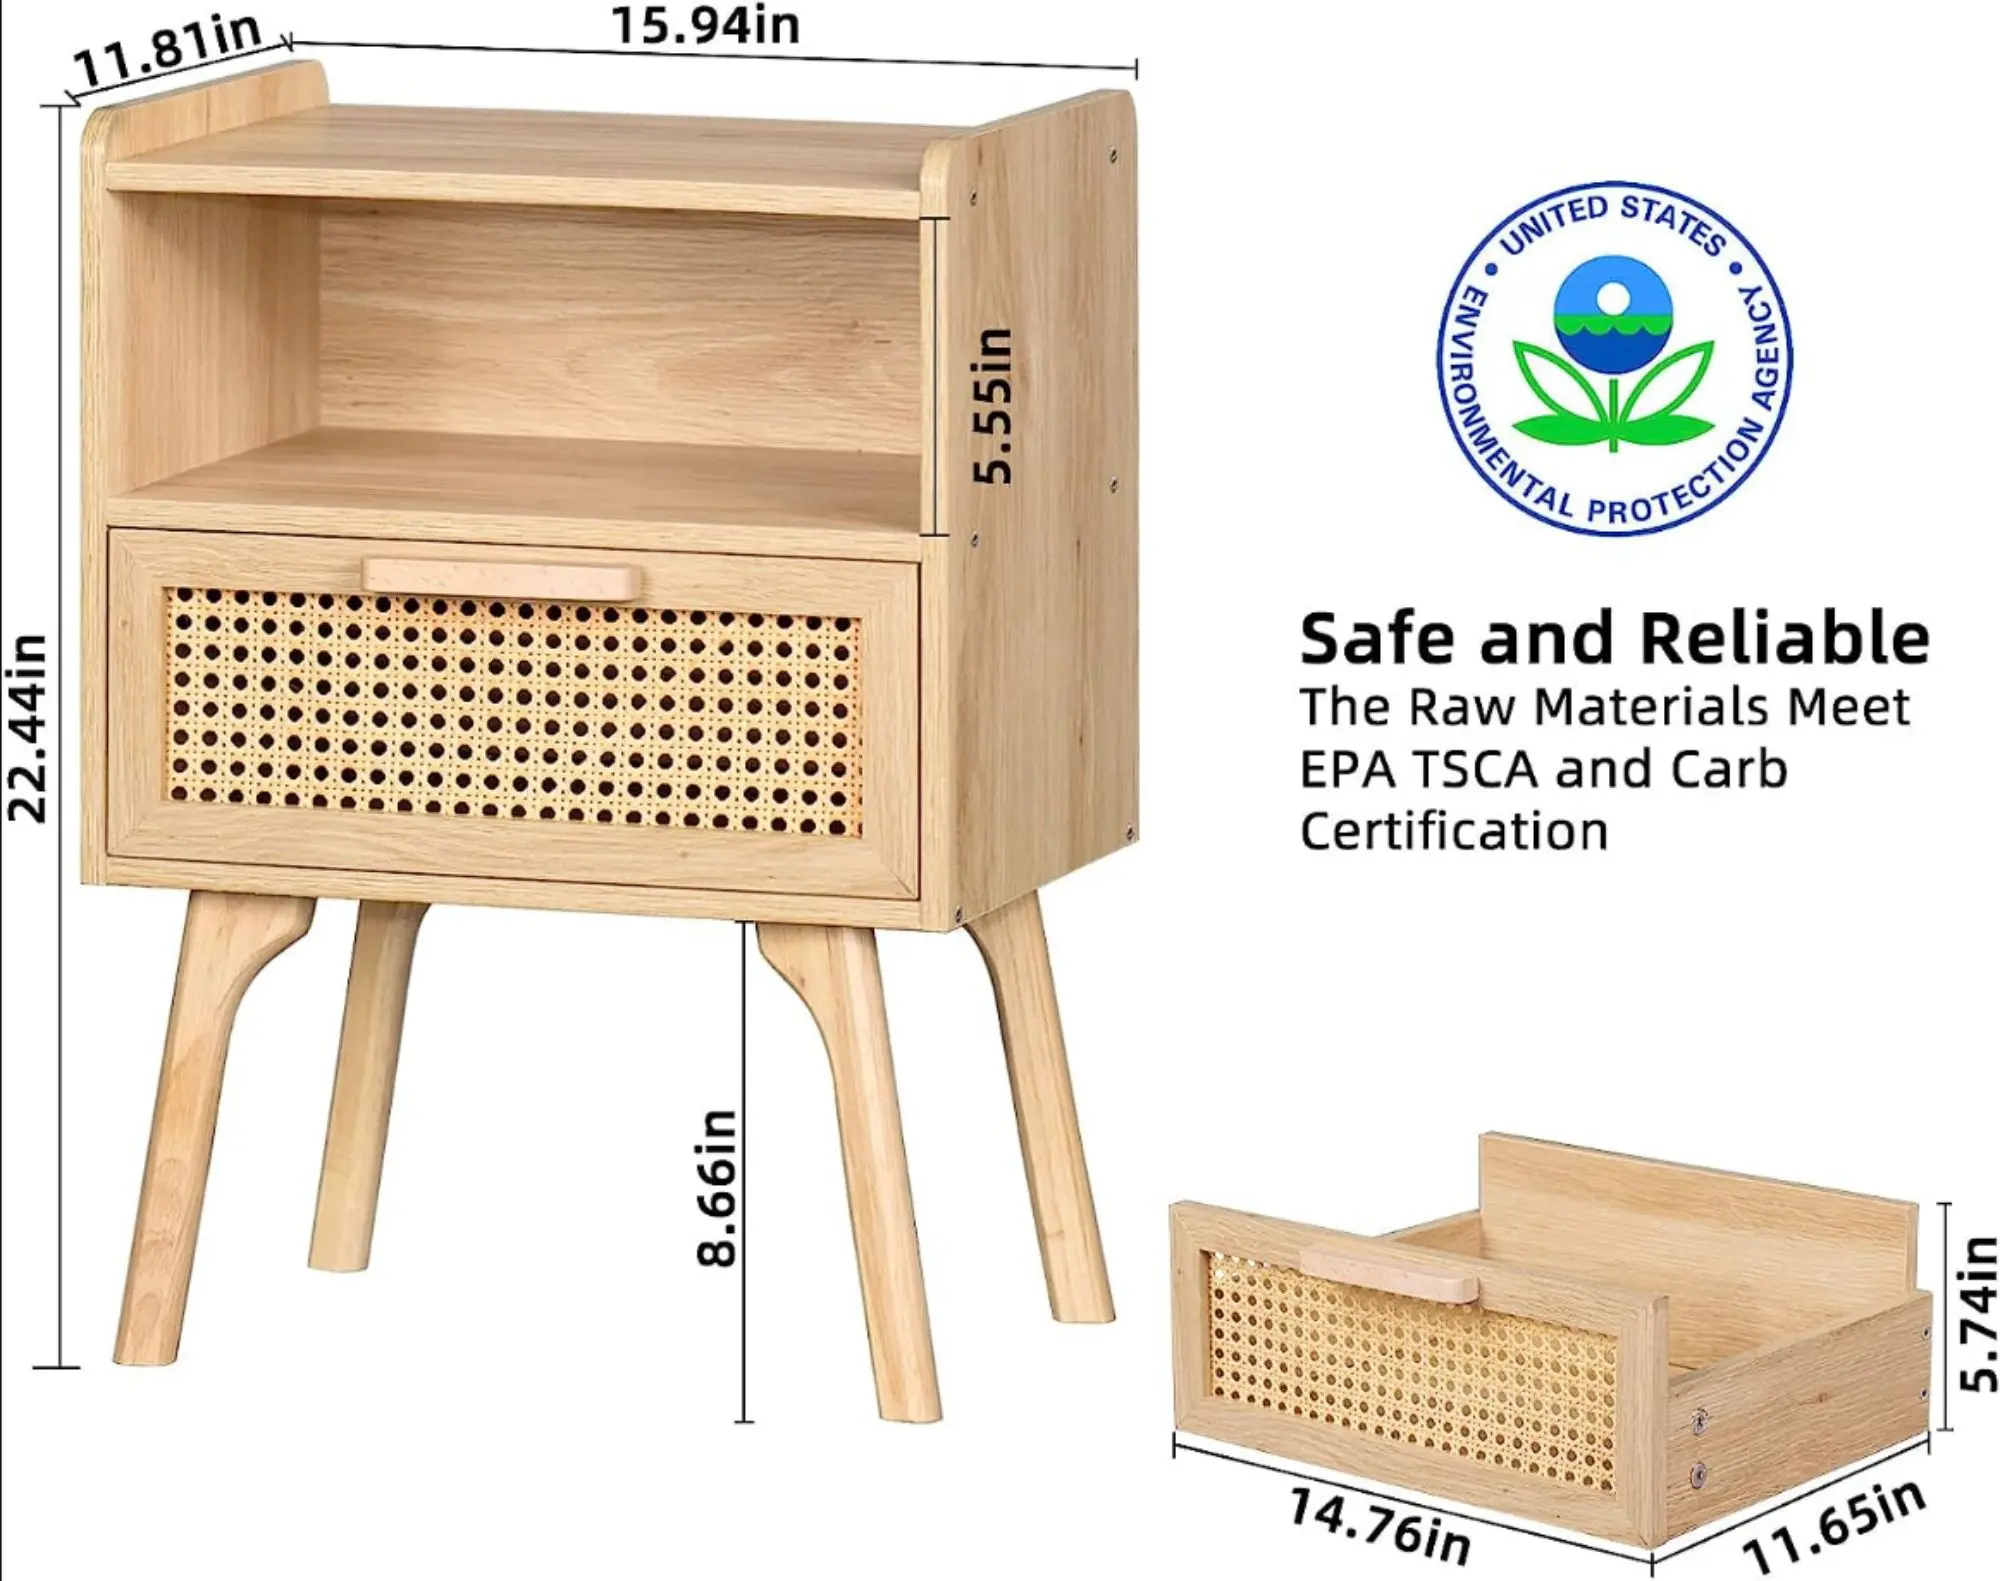 11.81in
15.94in
22.44in
5.55in
8.66in
UNITED STATES
• ENVIRONMENTAL PROTECTION AGENCY •
Safe and Reliable
The Raw Materials Meet
EPA TSCA and Carb
Certification
5.74in
14.76in
11.65in